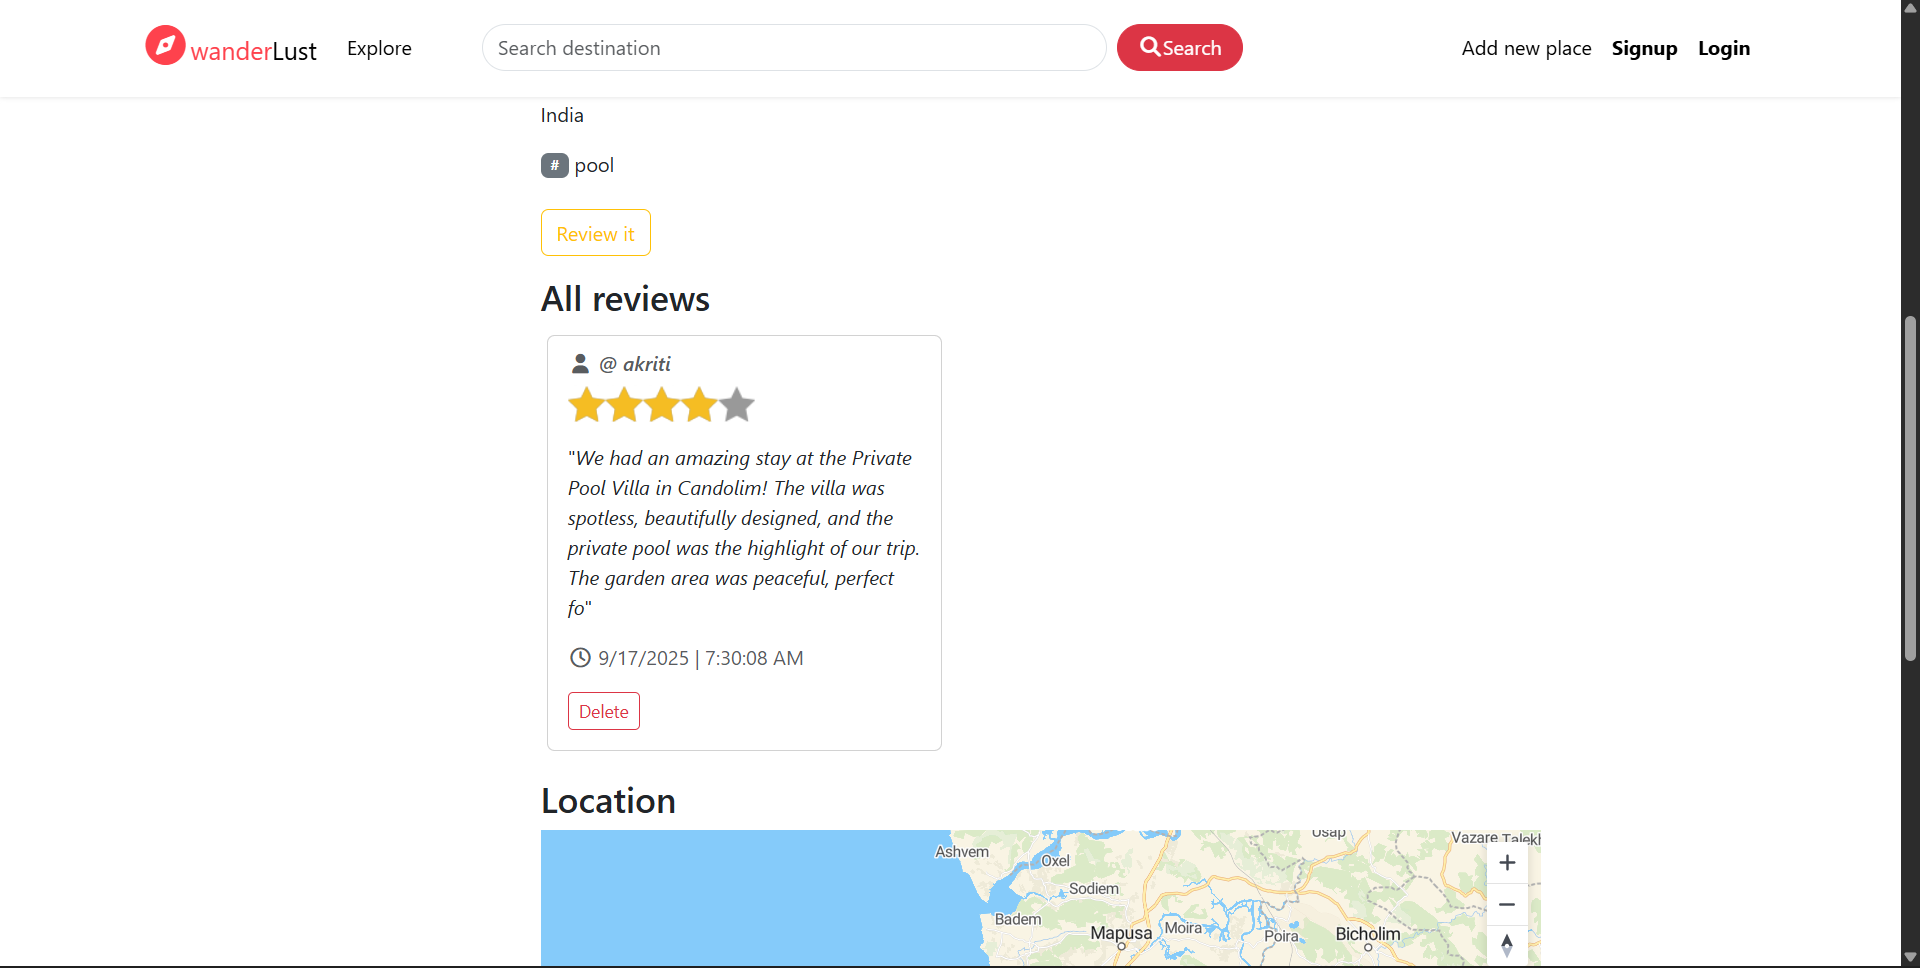 wanderLust
Explore
Search destination
Search
Add new place
Signup
Login
India
# pool
Review it
All reviews
@ akriti
"We had an amazing stay at the Private
Pool Villa in Candolim! The villa was
spotless, beautifully designed, and the
private pool was the highlight of our trip.
The garden area was peaceful, perfect
fo"
9/17/2025 | 7:30:08 AM
Delete
Location
Usap
Vazare Talekh
Ashvem
Oxel
+
Sodiem
−
Badem
Mapusa
Moira
Poira
Bicholim